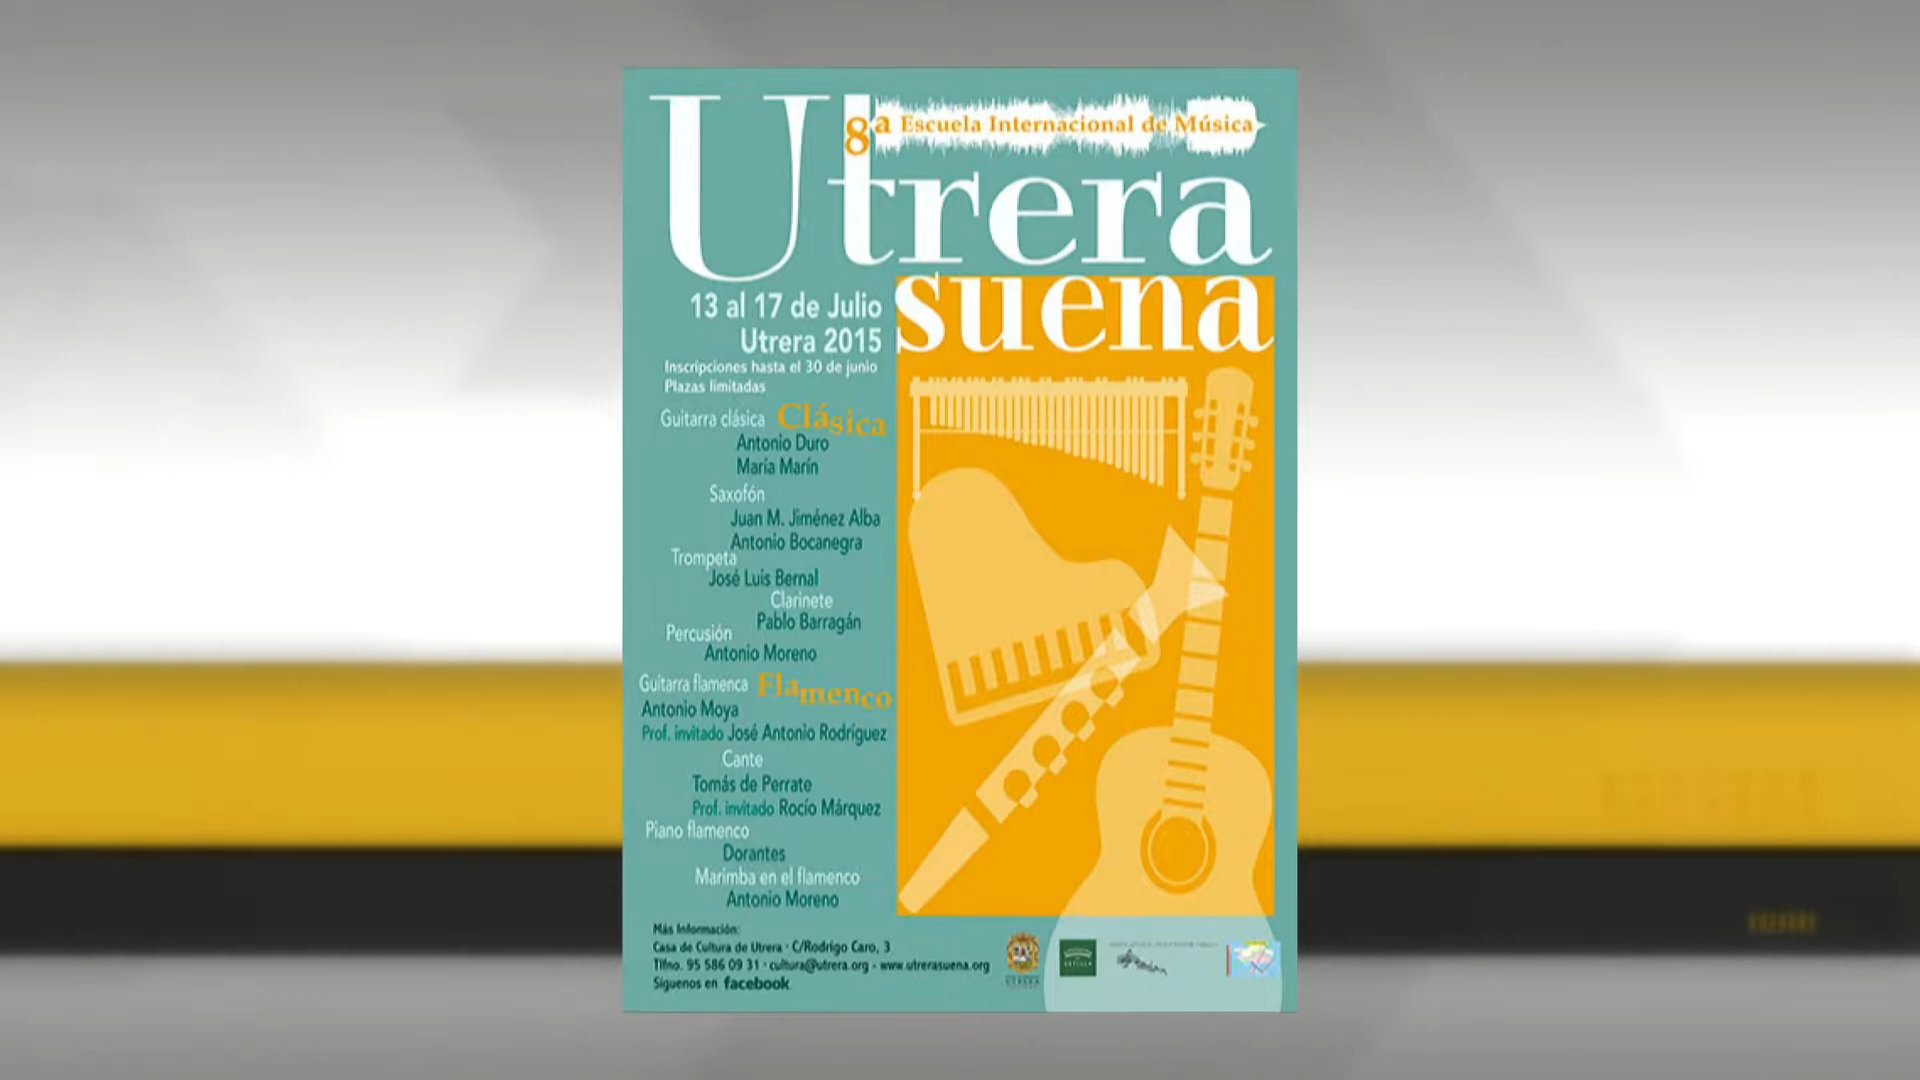 8ª Escuela Internacional de Música
Utrera
suena
13 al 17 de Julio
Utrera 2015
Inscripciones hasta el 30 de junio
Plazas limitadas
Guitarra clásica Clásica
Antonio Duro
María Marín
Saxofón
Juan M. Jiménez Alba
Antonio Bocanegra
Trompeta
José Luis Bernal
Clarinete
Pablo Barragán
Percusión
Antonio Moreno
Guitarra flamenca Flamenco
Antonio Moya
Prof. invitado José Antonio Rodríguez
Cante
Tomás de Perrate
Prof. invitado Rocío Márquez
Piano flamenco
Dorantes
Marimba en el flamenco
Antonio Moreno
Más Información:
Casa de Cultura de Utrera · C/Rodrigo Caro, 3
Tlfno. 95 586 09 31 · cultura@utrera.org - www.utrerasuena.org
Síguenos en facebook
UTRERA